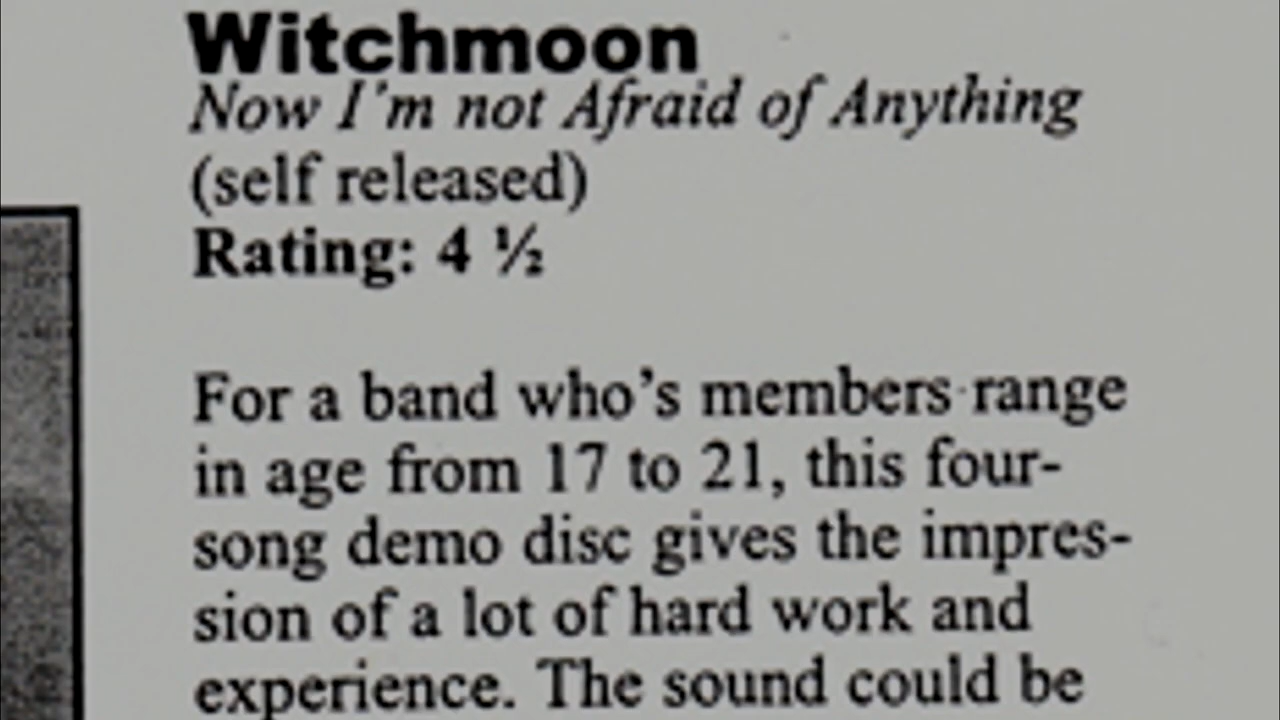 Witchmoon
Now I'm not Afraid of Anything
(self released)
Rating: 4 ½
For a band who's members range
in age from 17 to 21, this four-
song demo disc gives the impres-
sion of a lot of hard work and
experience. The sound could be